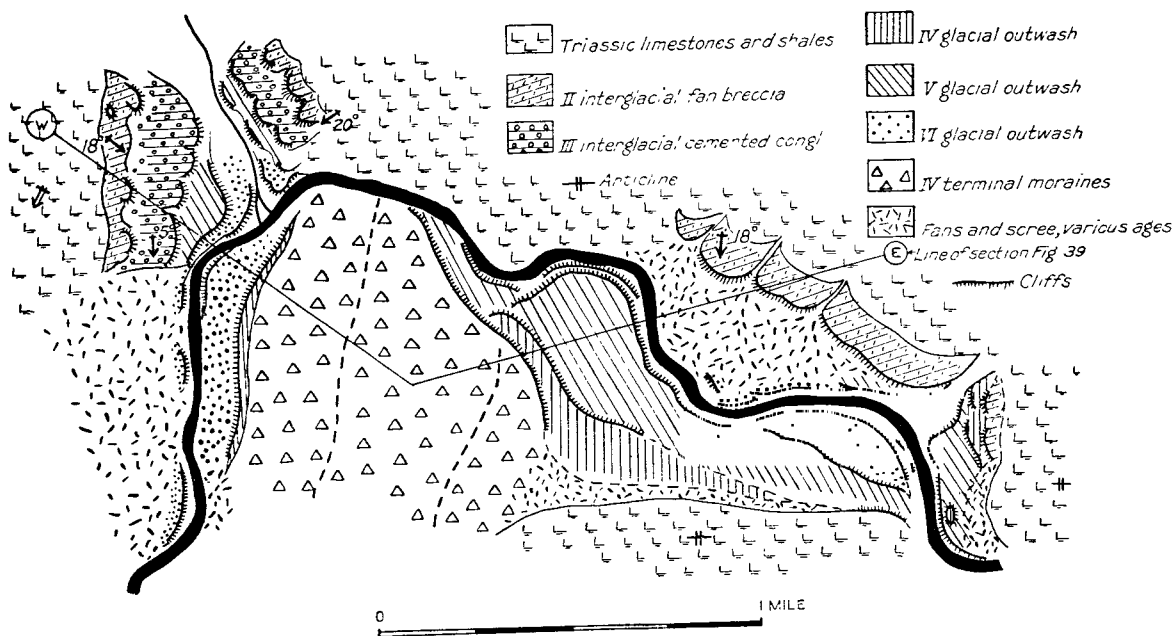 Triassic limestones and shales
II interglacial fan breccia
III interglacial cemented congl
Anticline
IV glacial outwash
V glacial outwash
VI glacial outwash
IV terminal moraines
Fans and scree, various ages
E Line of section Fig 39
Cliffs
W
20°
18°
5°
18°
0 1 MILE